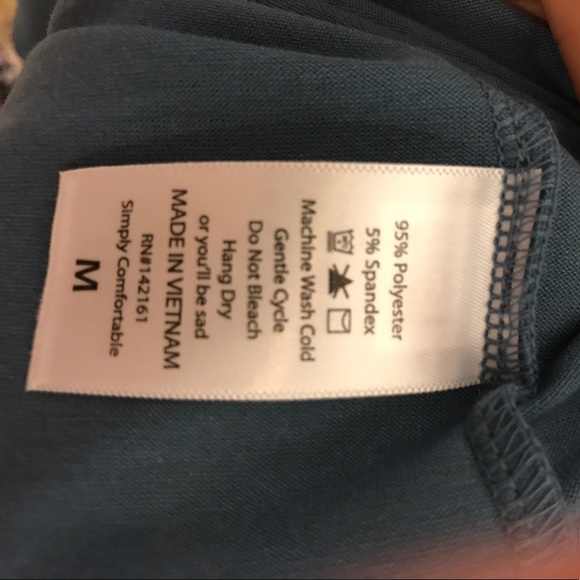 95% Polyester
5% Spandex
Machine Wash Cold
Gentle Cycle
Do Not Bleach
Hang Dry
or you'll be sad
MADE IN VIETNAM
RN#142161
Simply Comfortable
M